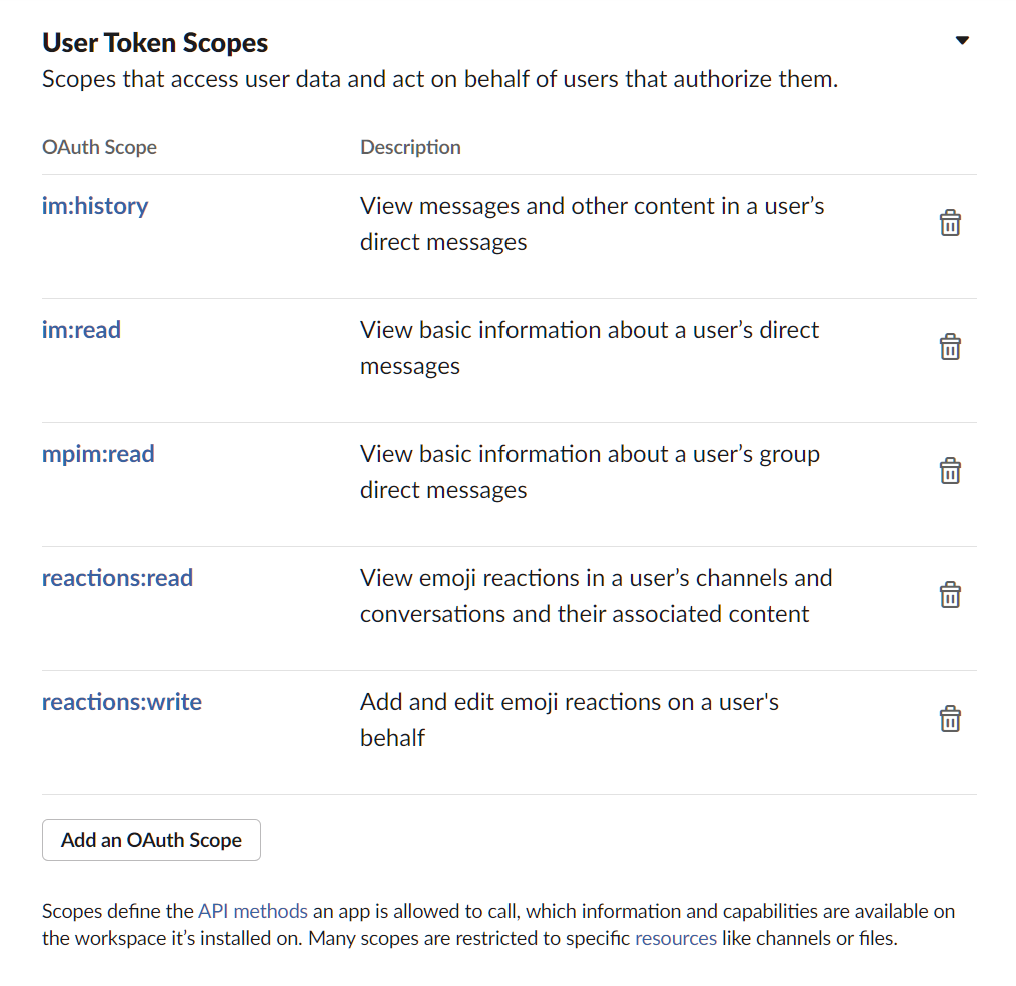 User Token Scopes
Scopes that access user data and act on behalf of users that authorize them.
OAuth Scope Description
im:history View messages and other content in a user’s
direct messages
im:read View basic information about a user’s direct
messages
mpim:read View basic information about a user’s group
direct messages
reactions:read View emoji reactions in a user’s channels and
conversations and their associated content
reactions:write Add and edit emoji reactions on a user's
behalf
Add an OAuth Scope
Scopes define the API methods an app is allowed to call, which information and capabilities are available on
the workspace it’s installed on. Many scopes are restricted to specific resources like channels or files.